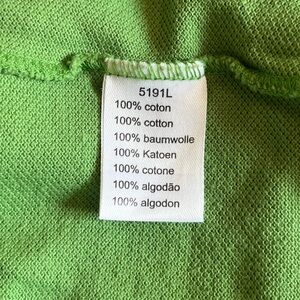 5191L
100% coton
100% cotton
100% baumwolle
100% Katoen
100% cotone
100% algodão
100% algodon